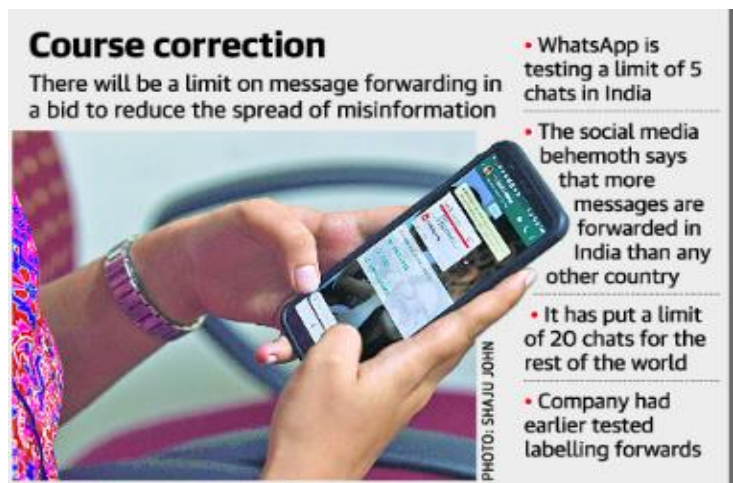 Course correction
There will be a limit on message forwarding in
a bid to reduce the spread of misinformation
• WhatsApp is
testing a limit of 5
chats in India
• The social media
behemoth says
that more
messages are
forwarded in
India than any
other country
• It has put a limit
of 20 chats for the
rest of the world
• Company had
earlier tested
labelling forwards
PHOTO: SHAJU JOHN